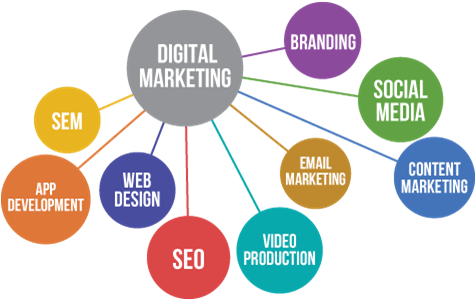 DIGITAL
MARKETING
BRANDING
SOCIAL
MEDIA
SEM
EMAIL
MARKETING
CONTENT
MARKETING
APP
DEVELOPMENT
WEB
DESIGN
SEO
VIDEO
PRODUCTION